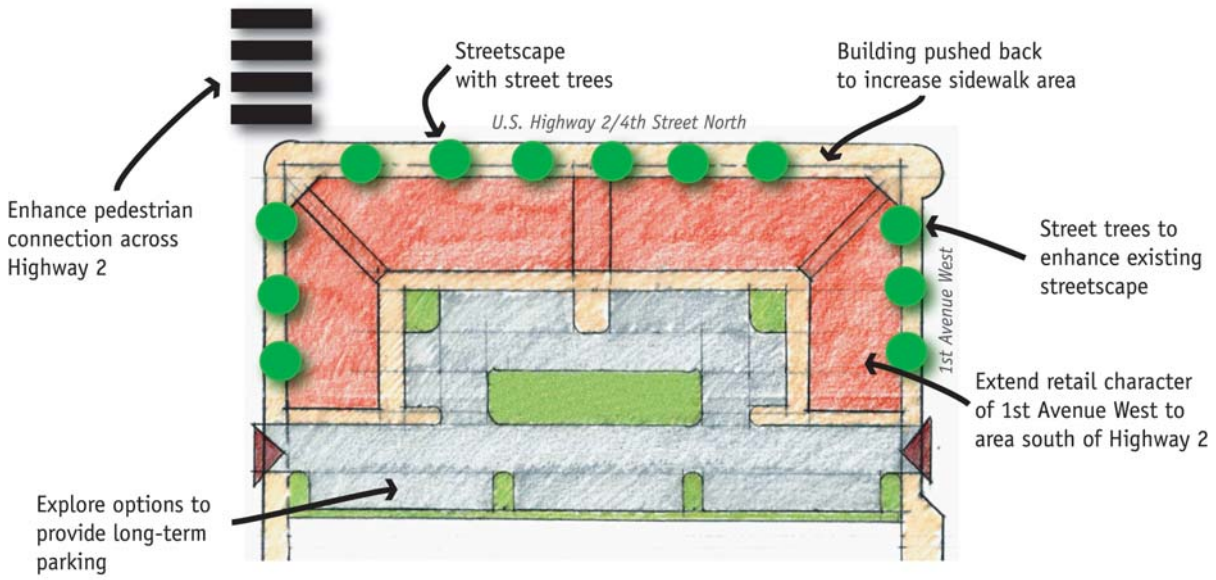 Streetscape
with street trees
Building pushed back
to increase sidewalk area
U.S. Highway 2/4th Street North
Enhance pedestrian
connection across
Highway 2
Street trees to
enhance existing
streetscape
1st Avenue West
Extend retail character
of 1st Avenue West to
area south of Highway 2
Explore options to
provide long-term
parking